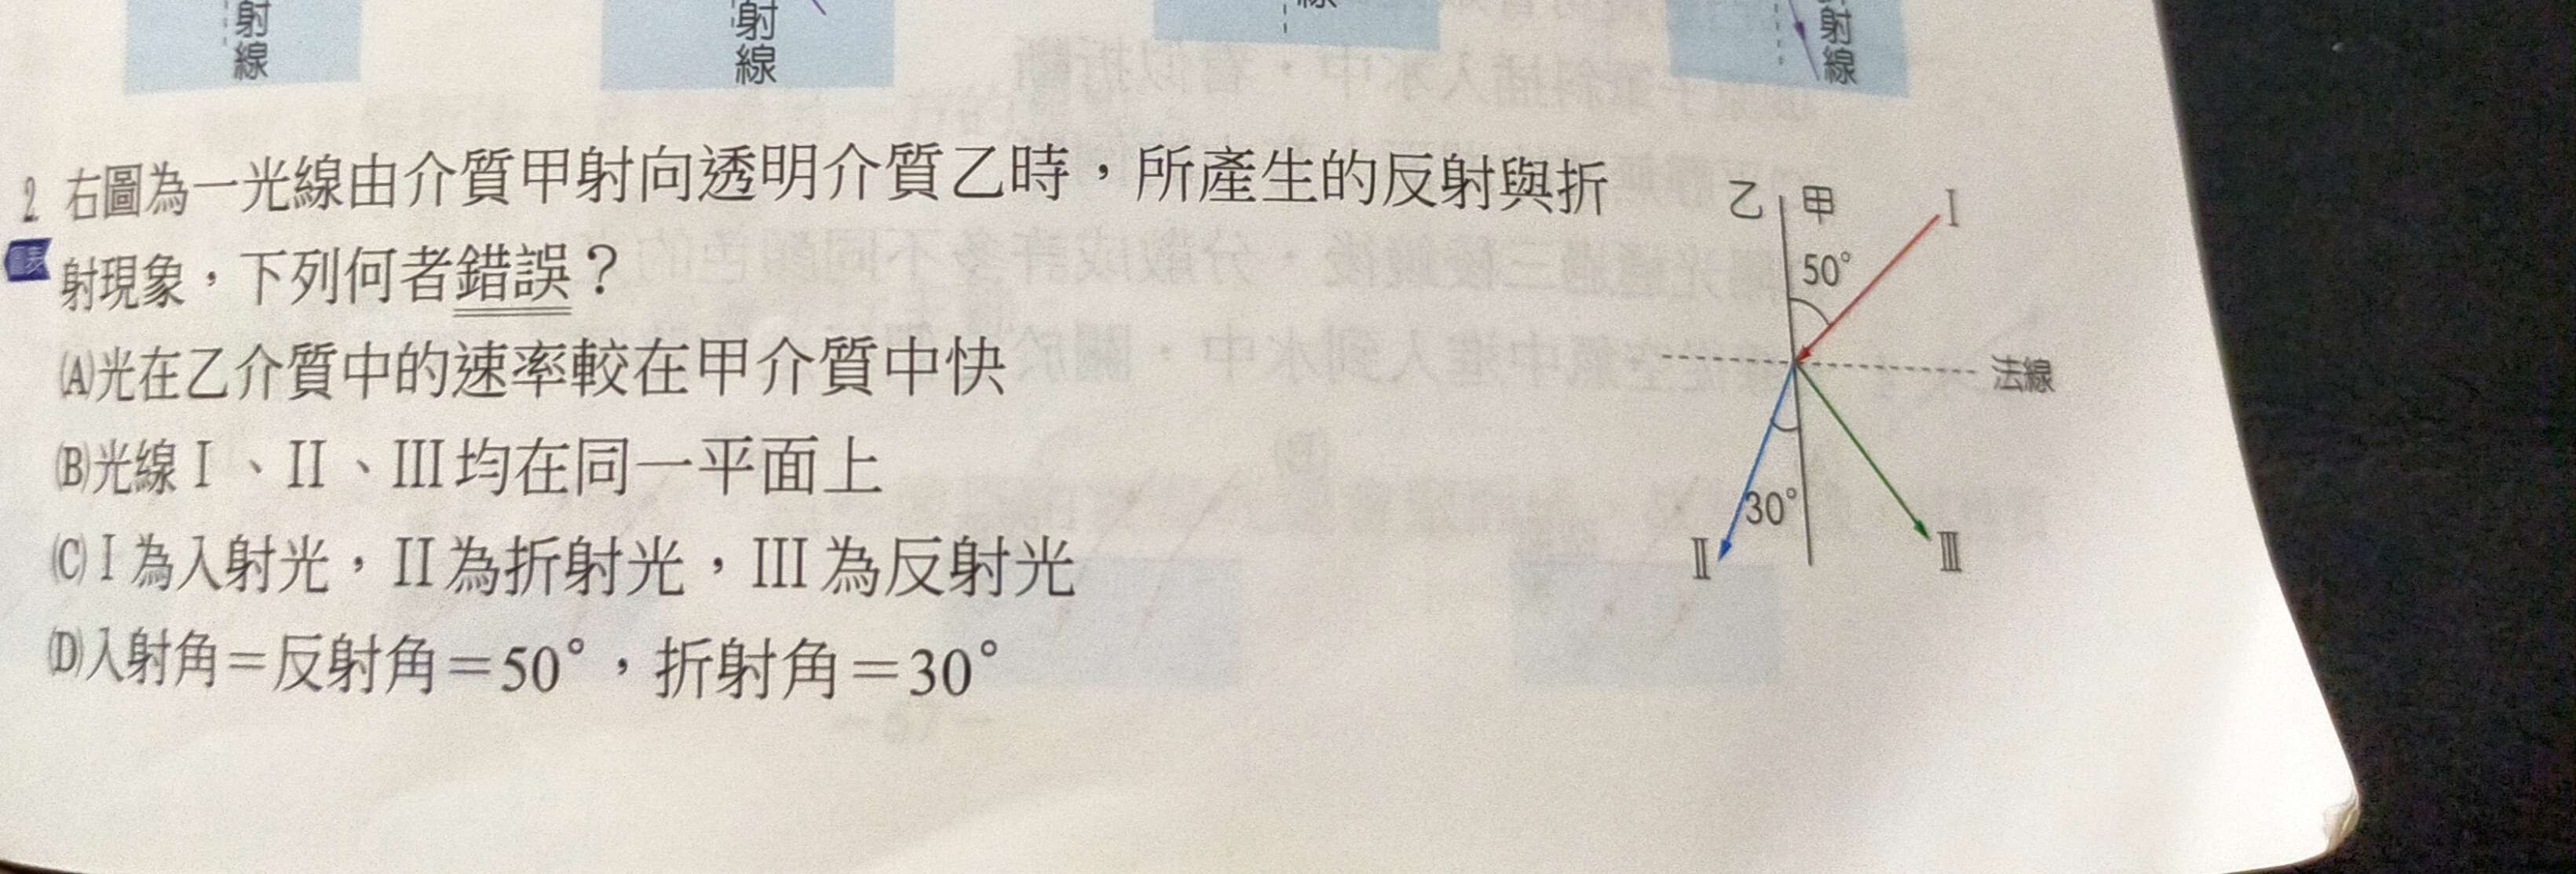 射線
射線
線
射線
2. 右圖為一光線由介質甲射向透明介質乙時，所產生的反射與折
圖表
射現象，下列何者錯誤？
(A)光在乙介質中的速率較在甲介質中快
(B)光線Ⅰ、Ⅱ、Ⅲ均在同一平面上
(C)Ⅰ為入射光，Ⅱ為折射光，Ⅲ為反射光
(D)入射角＝反射角＝50°，折射角＝30°
乙 甲 Ⅰ
50°
法線
30°
Ⅱ Ⅲ